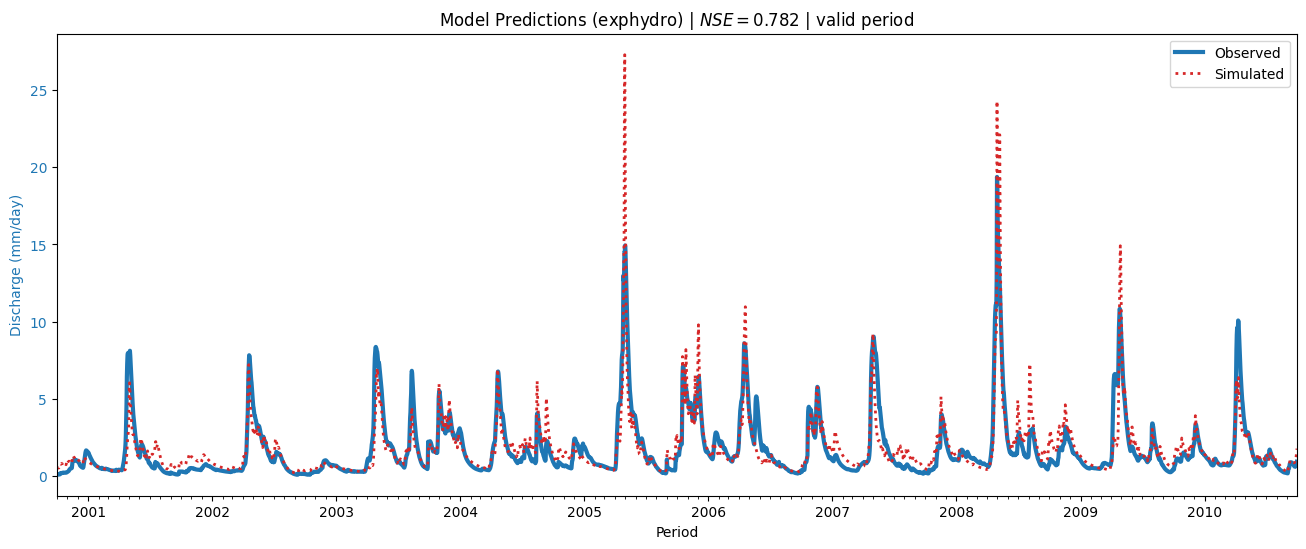 Model Predictions (exphydro) | NSE = 0.782 | valid period
Observed
Simulated
Discharge (mm/day)
25
20
15
10
5
0
2001 2002 2003 2004 2005 2006 2007 2008 2009 2010
Period